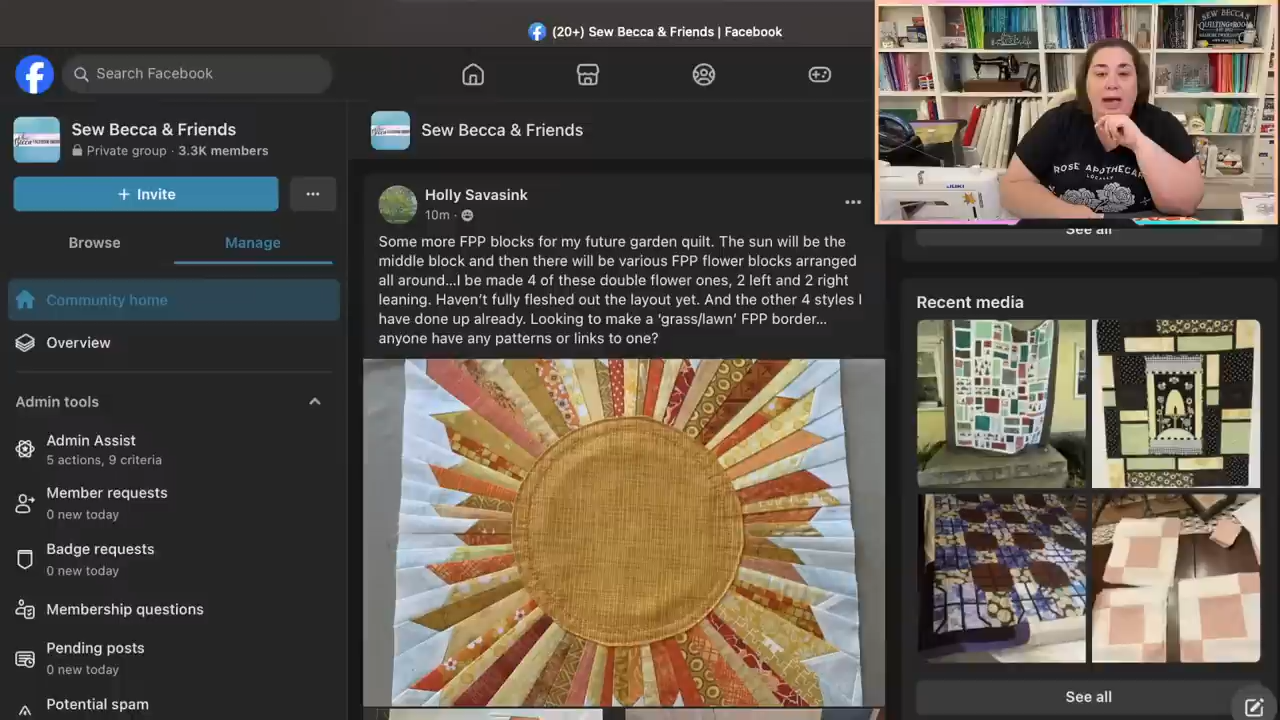 (20+) Sew Becca & Friends | Facebook
Search Facebook
Sew Becca & Friends
Private group · 3.3K members
+ Invite
Browse
Manage
Community home
Overview
Admin tools
Admin Assist
5 actions, 9 criteria
Member requests
0 new today
Badge requests
0 new today
Membership questions
Pending posts
0 new today
Potential spam
Sew Becca & Friends
Holly Savasink
10m ·
Some more FPP blocks for my future garden quilt. The sun will be the
middle block and then there will be various FPP flower blocks arranged
all around...I be made 4 of these double flower ones, 2 left and 2 right
leaning. Haven't fully fleshed out the layout yet. And the other 4 styles I
have done up already. Looking to make a 'grass/lawn' FPP border...
anyone have any patterns or links to one?
SEW BECCA'S
QUILTING ROOM
JUKI
ROSE APOTHECARY
LOCALLY
See all
Recent media
See all